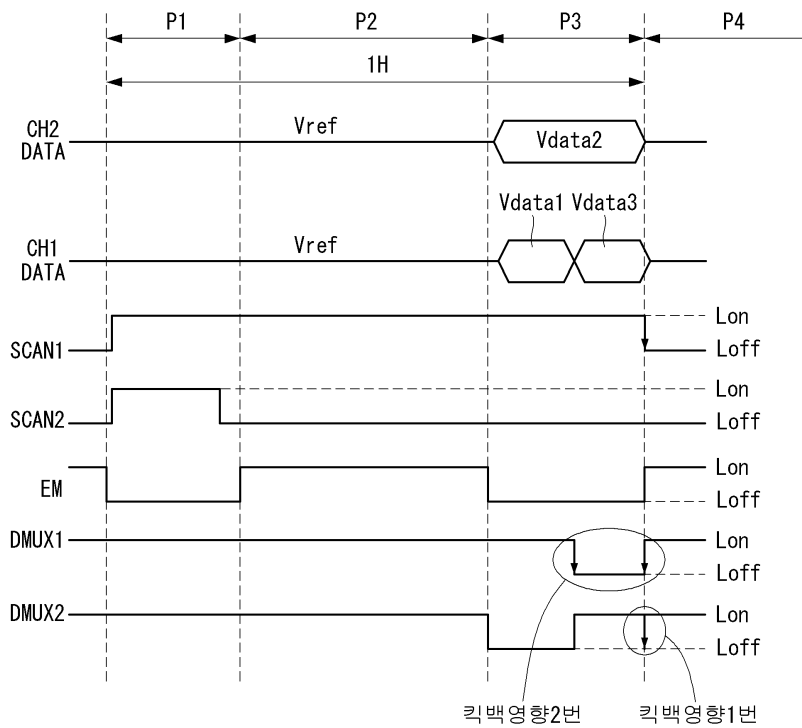 P1 P2 P3 P4
1H
CH2 DATA Vref Vdata2
Vdata1 Vdata3
CH1 DATA Vref
SCAN1 Lon
Loff
SCAN2 Lon
Loff
EM Lon
Loff
DMUX1 Lon
Loff
DMUX2 Lon
Loff
킥백영향2번 킥백영향1번